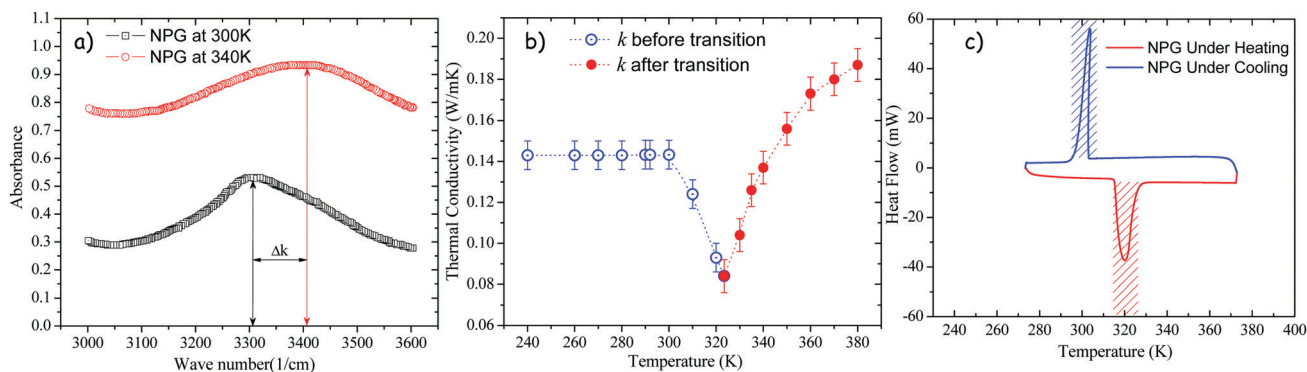 a)
NPG at 300K
NPG at 340K
1.1
1.0
0.9
0.8
0.7
0.6
0.5
0.4
0.3
0.2
0.1
0.0
Absorbance
Δk
3000 3100 3200 3300 3400 3500 3600
Wave number(1/cm)
b)
k before transition
k after transition
0.20
0.18
0.16
0.14
0.12
0.10
0.08
0.06
Thermal Conductivity (W/mK)
240 260 280 300 320 340 360 380
Temperature (K)
c)
NPG Under Heating
NPG Under Cooling
60
40
20
0
-20
-40
-60
Heat Flow (mW)
240 260 280 300 320 340 360 380 400
Temperature (K)